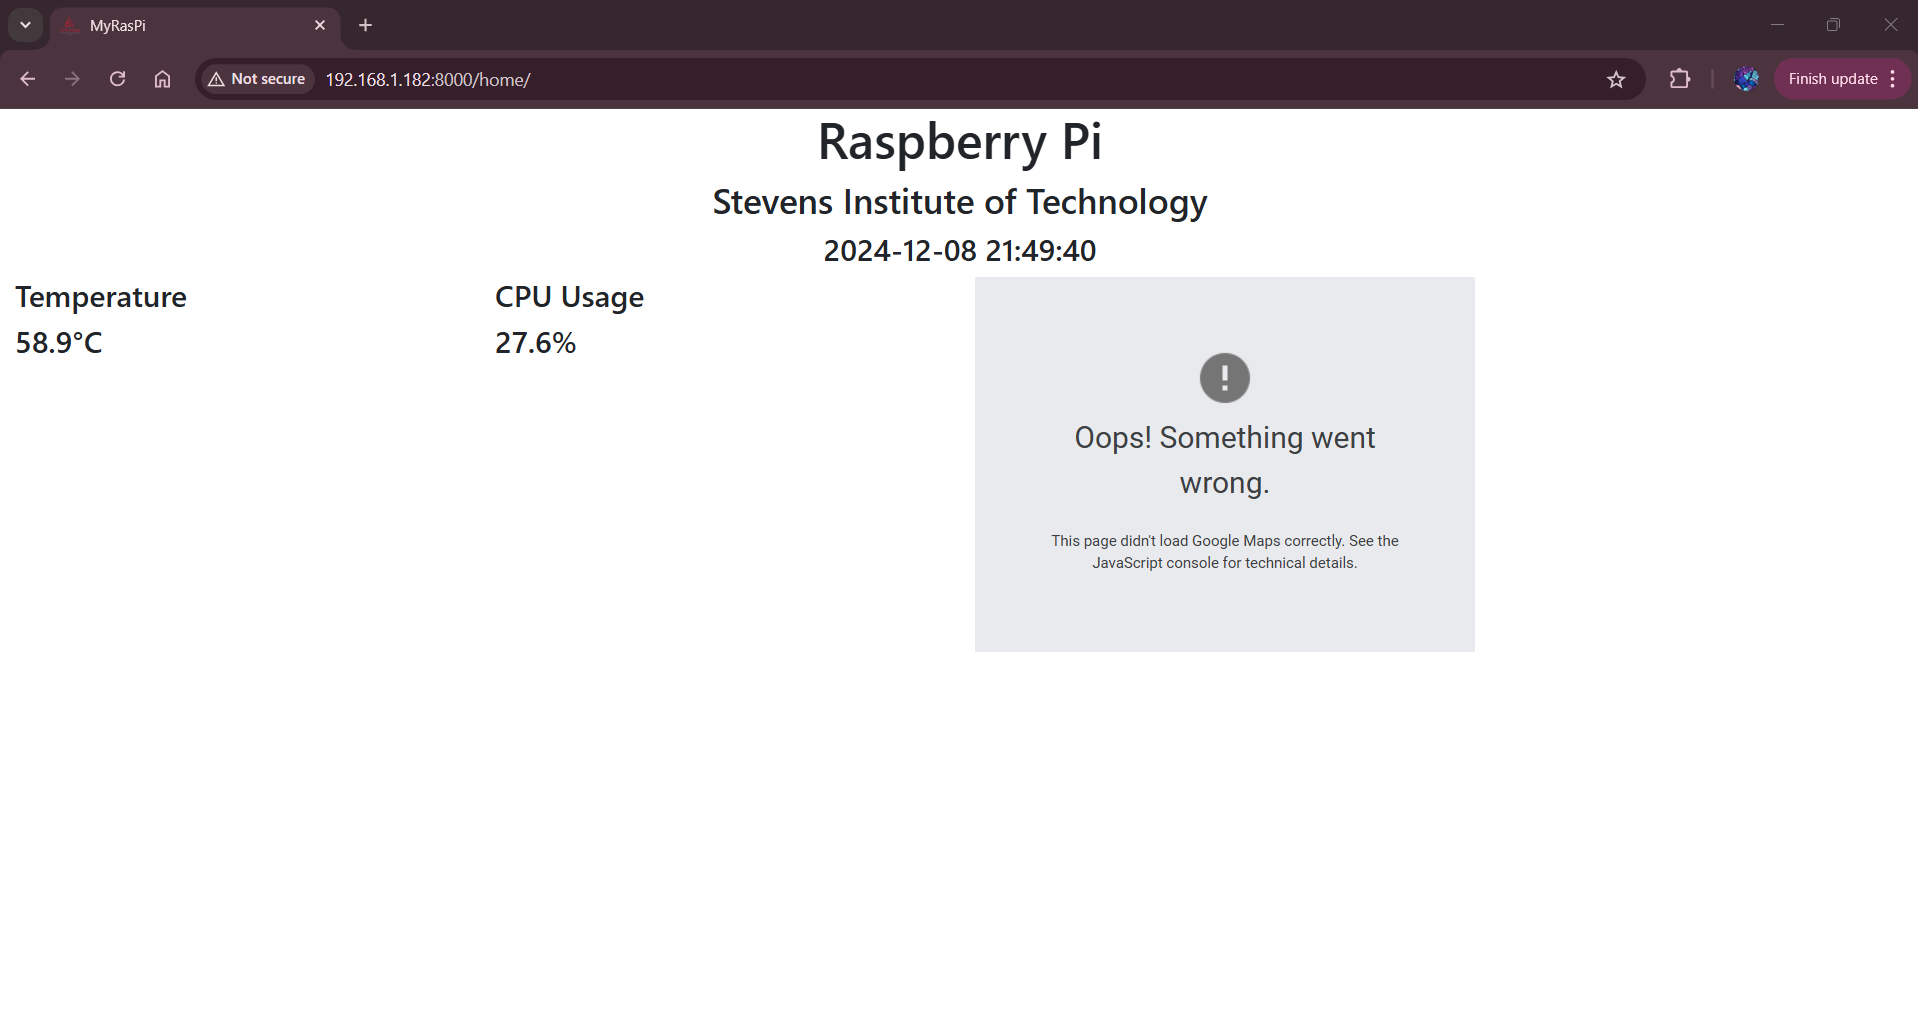 MyRasPi
Not secure
192.168.1.182:8000/home/
Finish update
Raspberry Pi
Stevens Institute of Technology
2024-12-08 21:49:40
Temperature
58.9°C
CPU Usage
27.6%
!
Oops! Something went
wrong.
This page didn't load Google Maps correctly. See the
JavaScript console for technical details.